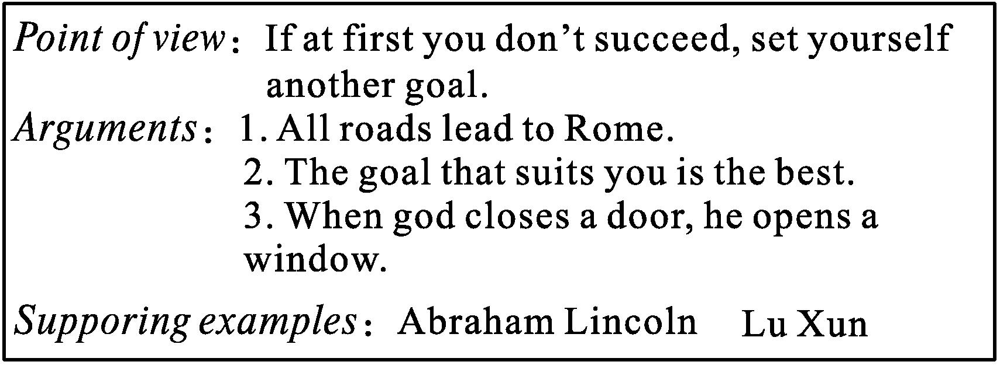 Point of view：If at first you don’t succeed, set yourself
another goal.
Arguments：1. All roads lead to Rome.
2. The goal that suits you is the best.
3. When god closes a door, he opens a
window.
Supporing examples：Abraham Lincoln Lu Xun